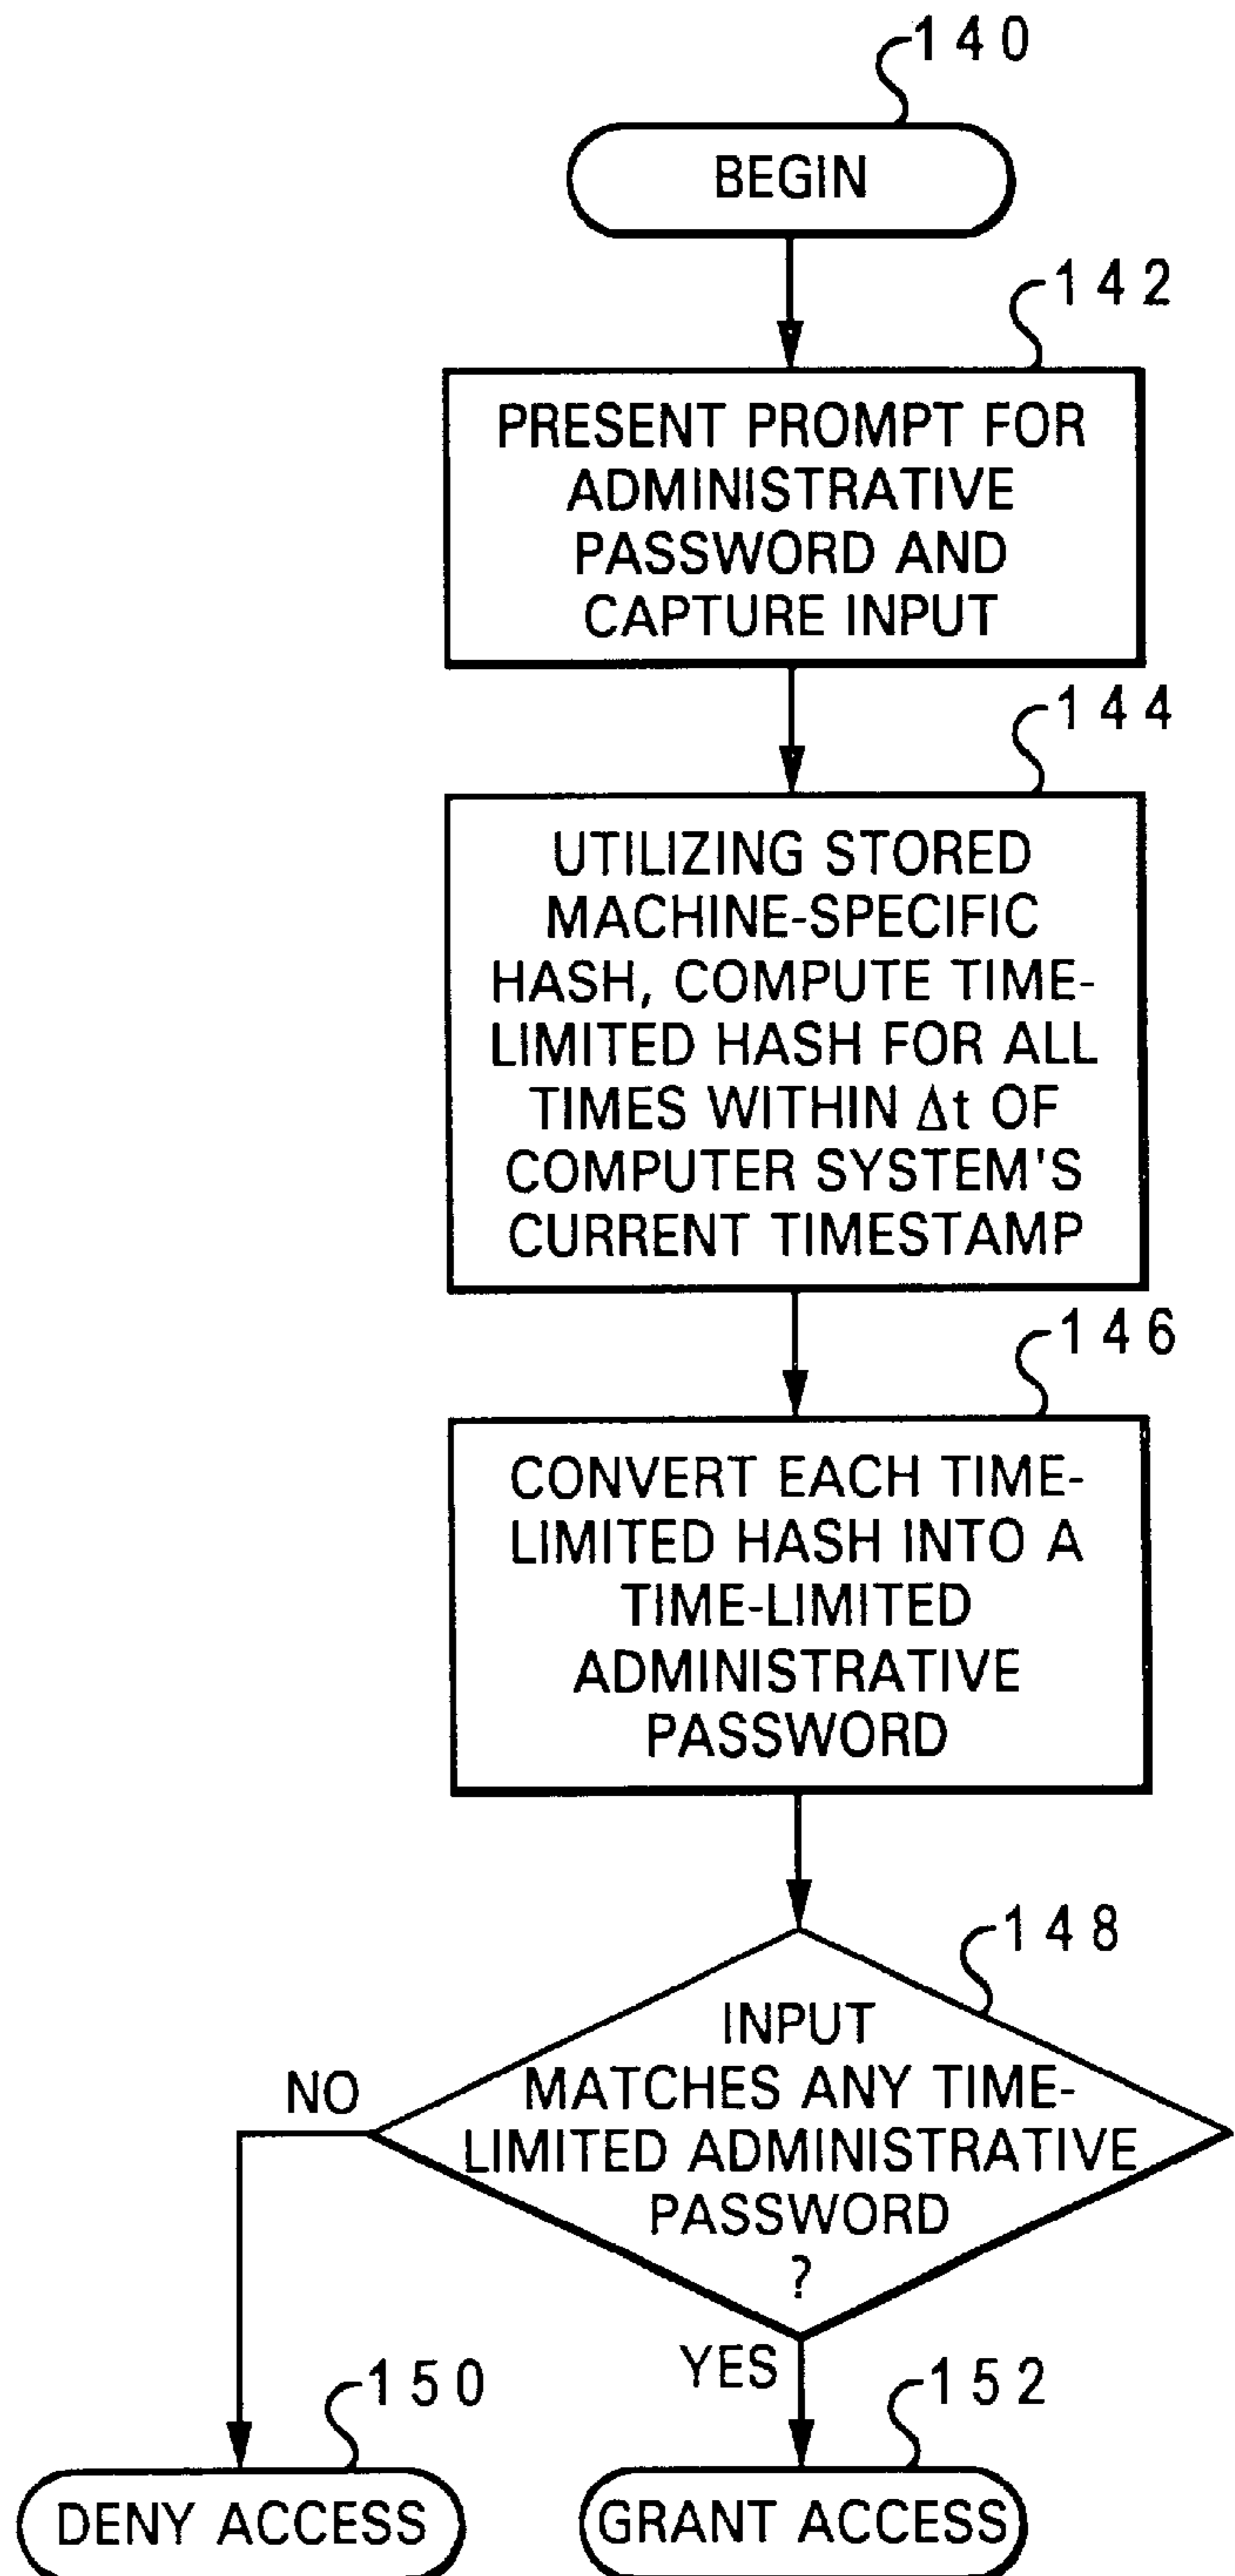 140
BEGIN
142
PRESENT PROMPT FOR
ADMINISTRATIVE
PASSWORD AND
CAPTURE INPUT
144
UTILIZING STORED
MACHINE-SPECIFIC
HASH, COMPUTE TIME-
LIMITED HASH FOR ALL
TIMES WITHIN Δt OF
COMPUTER SYSTEM'S
CURRENT TIMESTAMP
146
CONVERT EACH TIME-
LIMITED HASH INTO A
TIME-LIMITED
ADMINISTRATIVE
PASSWORD
148
INPUT
MATCHES ANY TIME-
LIMITED ADMINISTRATIVE
PASSWORD
?
NO
YES
150
152
DENY ACCESS
GRANT ACCESS